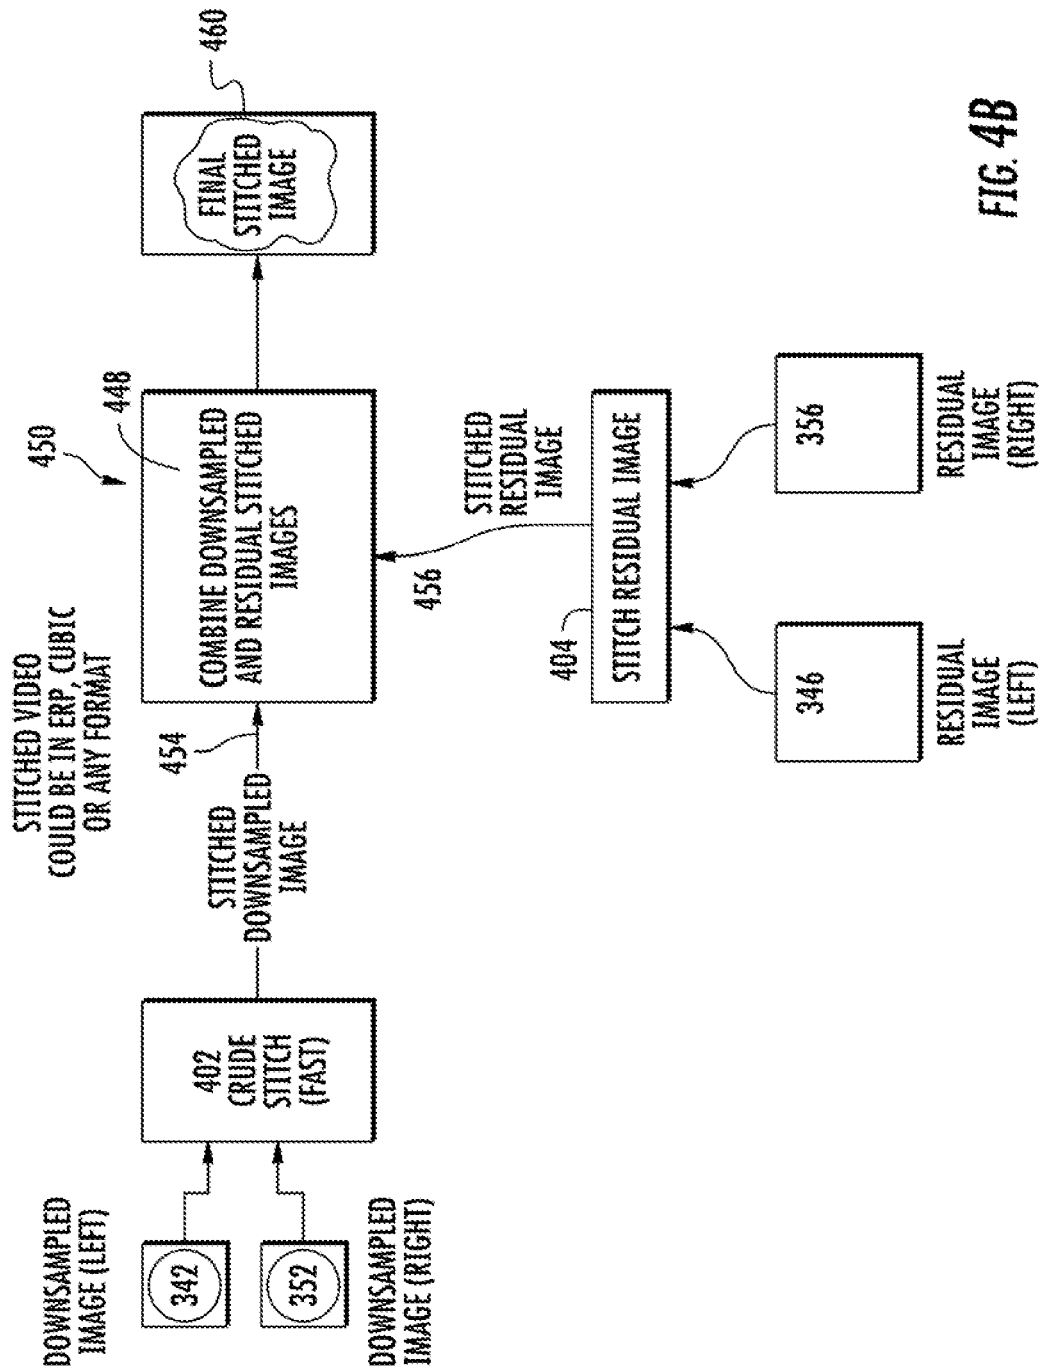 STITCHED VIDEO
COULD BE IN ERP, CUBIC
OR ANY FORMAT
450
DOWNSAMPLED
IMAGE (LEFT)
342
352
DOWNSAMPLED
IMAGE (RIGHT)
402
CRUDE
STITCH
(FAST)
STITCHED
DOWNSAMPLED
IMAGE
454
COMBINE DOWNSAMPLED
AND RESIDUAL STITCHED
IMAGES
448
FINAL
STITCHED
IMAGE
460
456
STITCHED
RESIDUAL
IMAGE
404
STITCH RESIDUAL IMAGE
346
RESIDUAL
IMAGE
(LEFT)
356
RESIDUAL
IMAGE
(RIGHT)
FIG. 4B